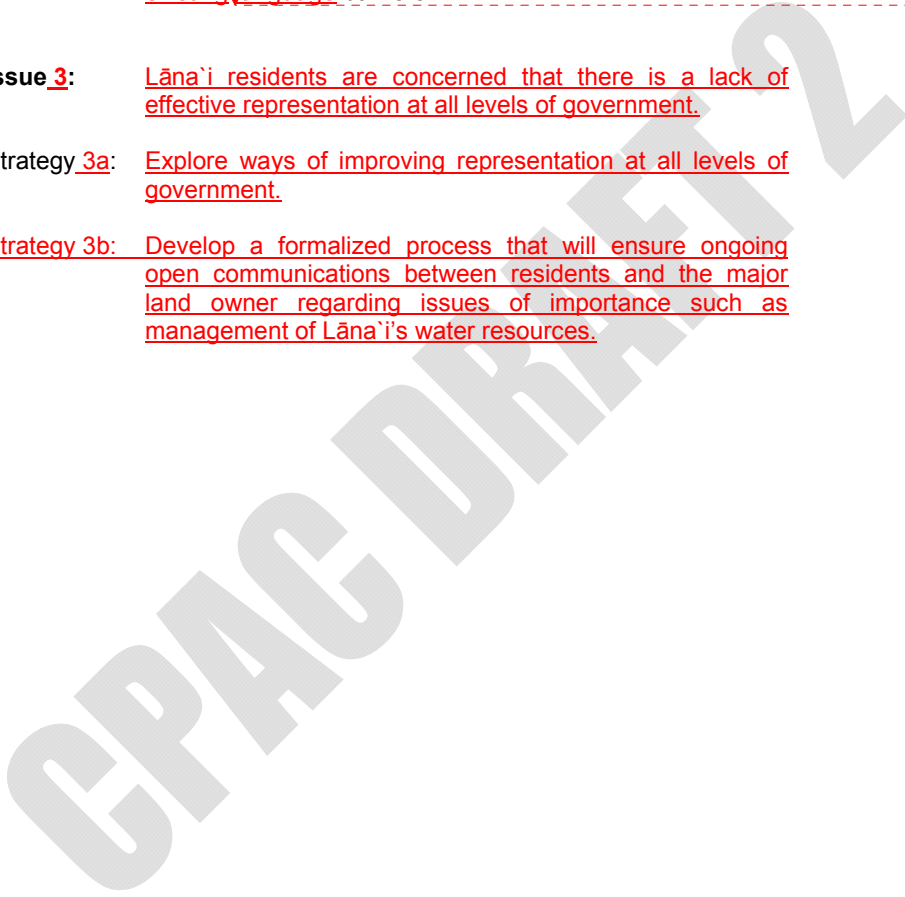 ssue 3: Lāna`i residents are concerned that there is a lack of
effective representation at all levels of government.
trategy 3a: Explore ways of improving representation at all levels of
government.
trategy 3b: Develop a formalized process that will ensure ongoing
open communications between residents and the major
land owner regarding issues of importance such as
management of Lāna`i’s water resources.
CPAC DRAFT 2